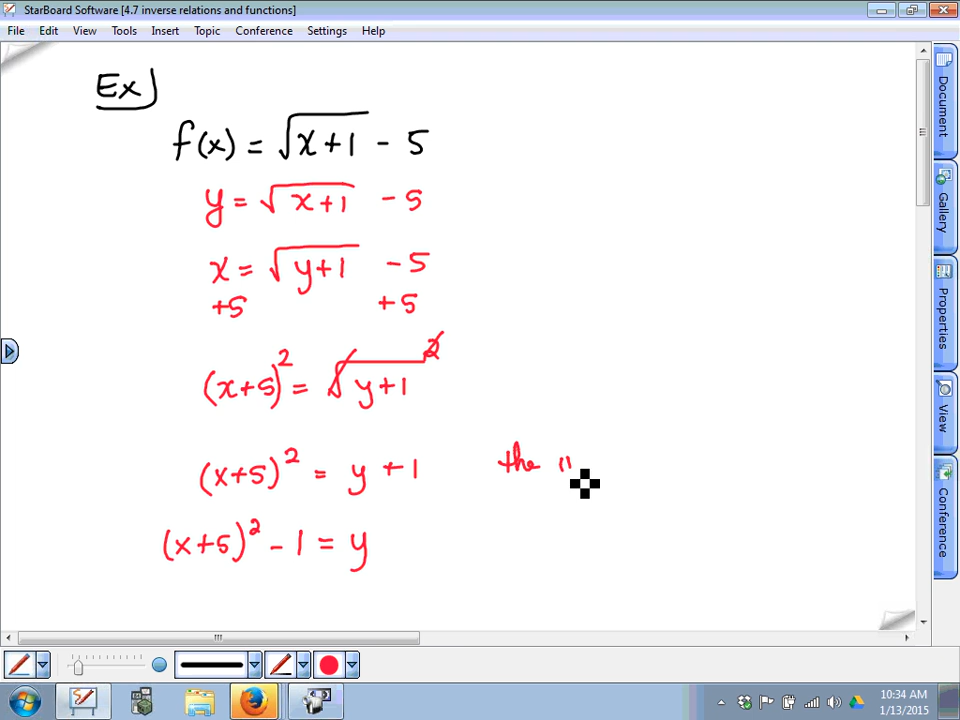 StarBoard Software [4.7 inverse relations and functions]
File Edit View Tools Insert Topic Conference Settings Help
Ex)
f(x) = √(x+1) - 5
y = √(x+1) - 5
x = √(y+1) - 5
+5 +5
(x+5)² = √(y+1)²
(x+5)² = y + 1
the
(x+5)² - 1 = y
Document
Gallery
Properties
View
Conference
10:34 AM
1/13/2015